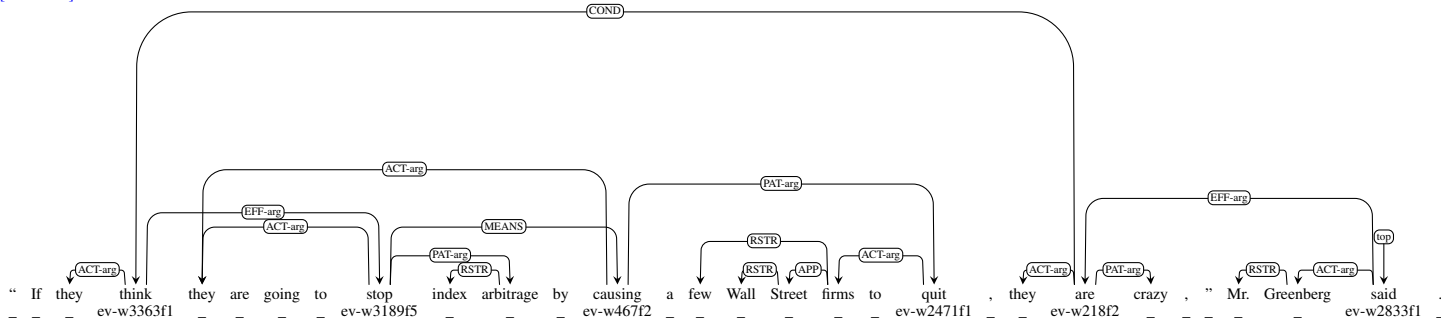 COND
ACT-arg
PAT-arg
EFF-arg
EFF-arg
ACT-arg
MEANS
top
RSTR
PAT-arg
ACT-arg
ACT-arg
RSTR
RSTR
APP
ACT-arg
PAT-arg
RSTR
ACT-arg
“ If they think they are going to stop index arbitrage by causing a few Wall Street firms to quit , they are crazy , ” Mr. Greenberg said .
_ _ _ ev-w3363f1 _ _ _ _ ev-w3189f5 _ _ _ ev-w467f2 _ _ _ _ _ _ ev-w2471f1 _ _ ev-w218f2 _ _ _ _ _ ev-w2833f1 _